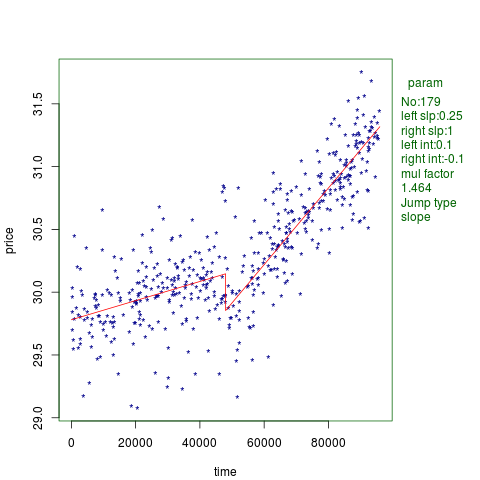 param
No:179
left slp:0.25
right slp:1
left int:0.1
right int:-0.1
mul factor
1.464
Jump type
slope
price
31.5
31.0
30.5
30.0
29.5
29.0
0 20000 40000 60000 80000
time